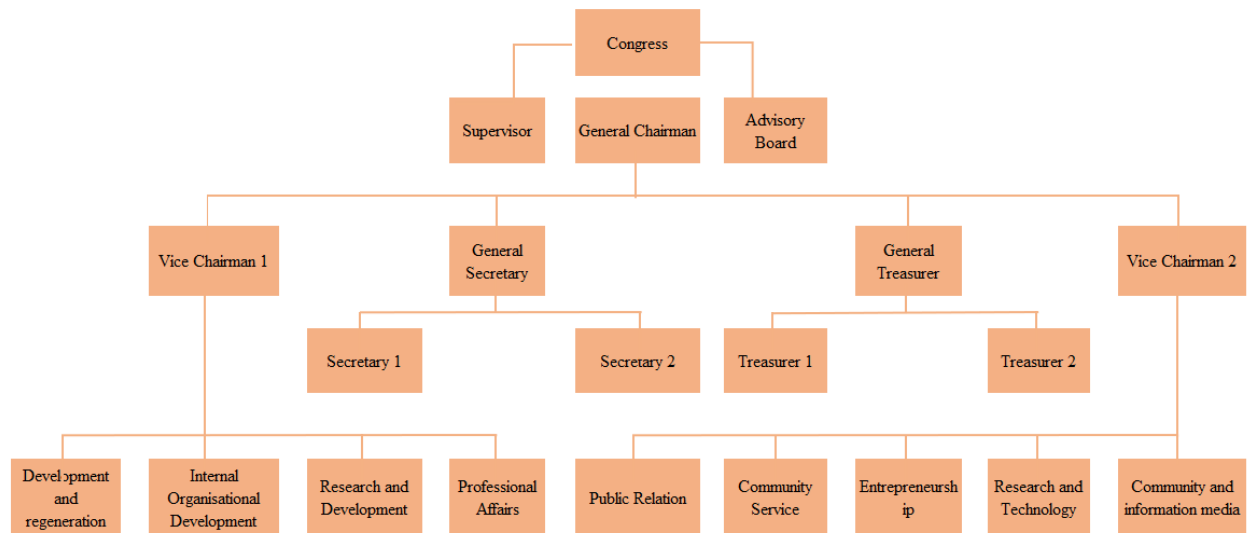 Congress
Supervisor
General Chairman
Advisory
Board
Vice Chairman 1
General
Secretary
General
Treasurer
Vice Chairman 2
Secretary 1
Secretary 2
Treasurer 1
Treasurer 2
Development
and
regeneration
Internal
Organisational
Development
Research and
Development
Professional
Affairs
Public Relation
Community
Service
Entrepreneursh
ip
Research and
Technology
Community and
information media